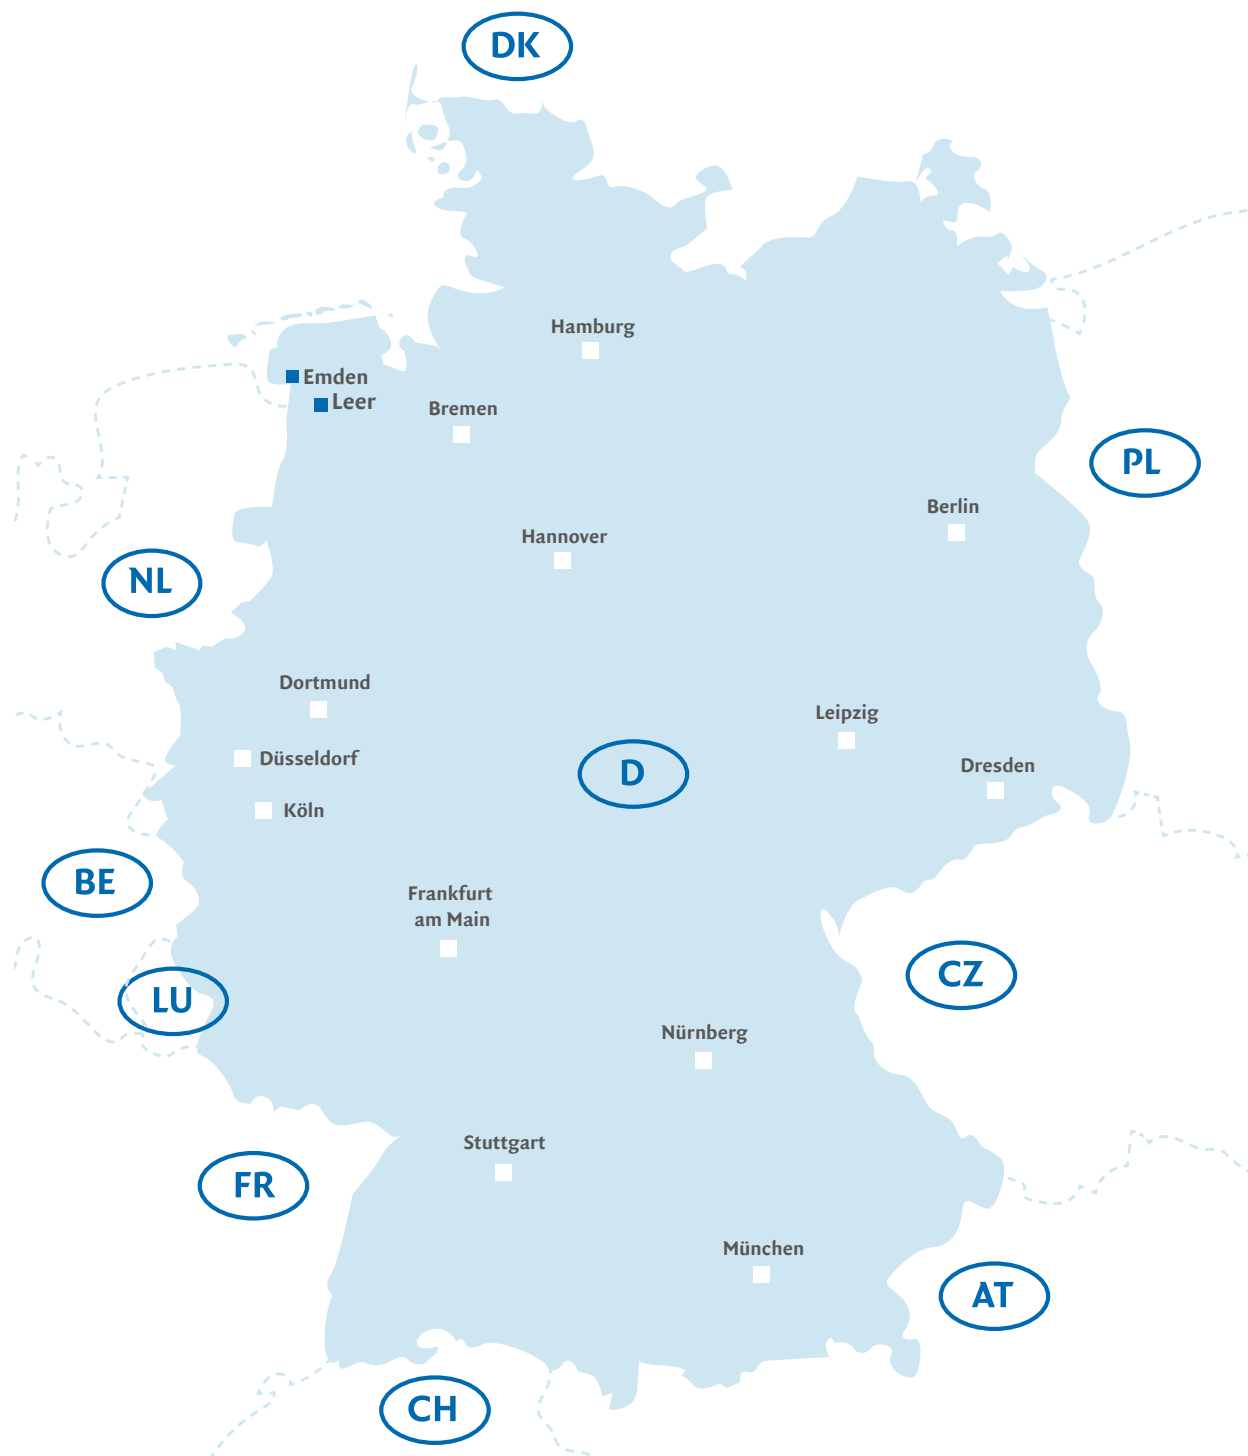 DK
Hamburg
Emden
Leer
Bremen
PL
Berlin
Hannover
NL
Dortmund
Leipzig
Düsseldorf
D
Dresden
Köln
BE
Frankfurt
am Main
CZ
LU
Nürnberg
Stuttgart
FR
München
AT
CH